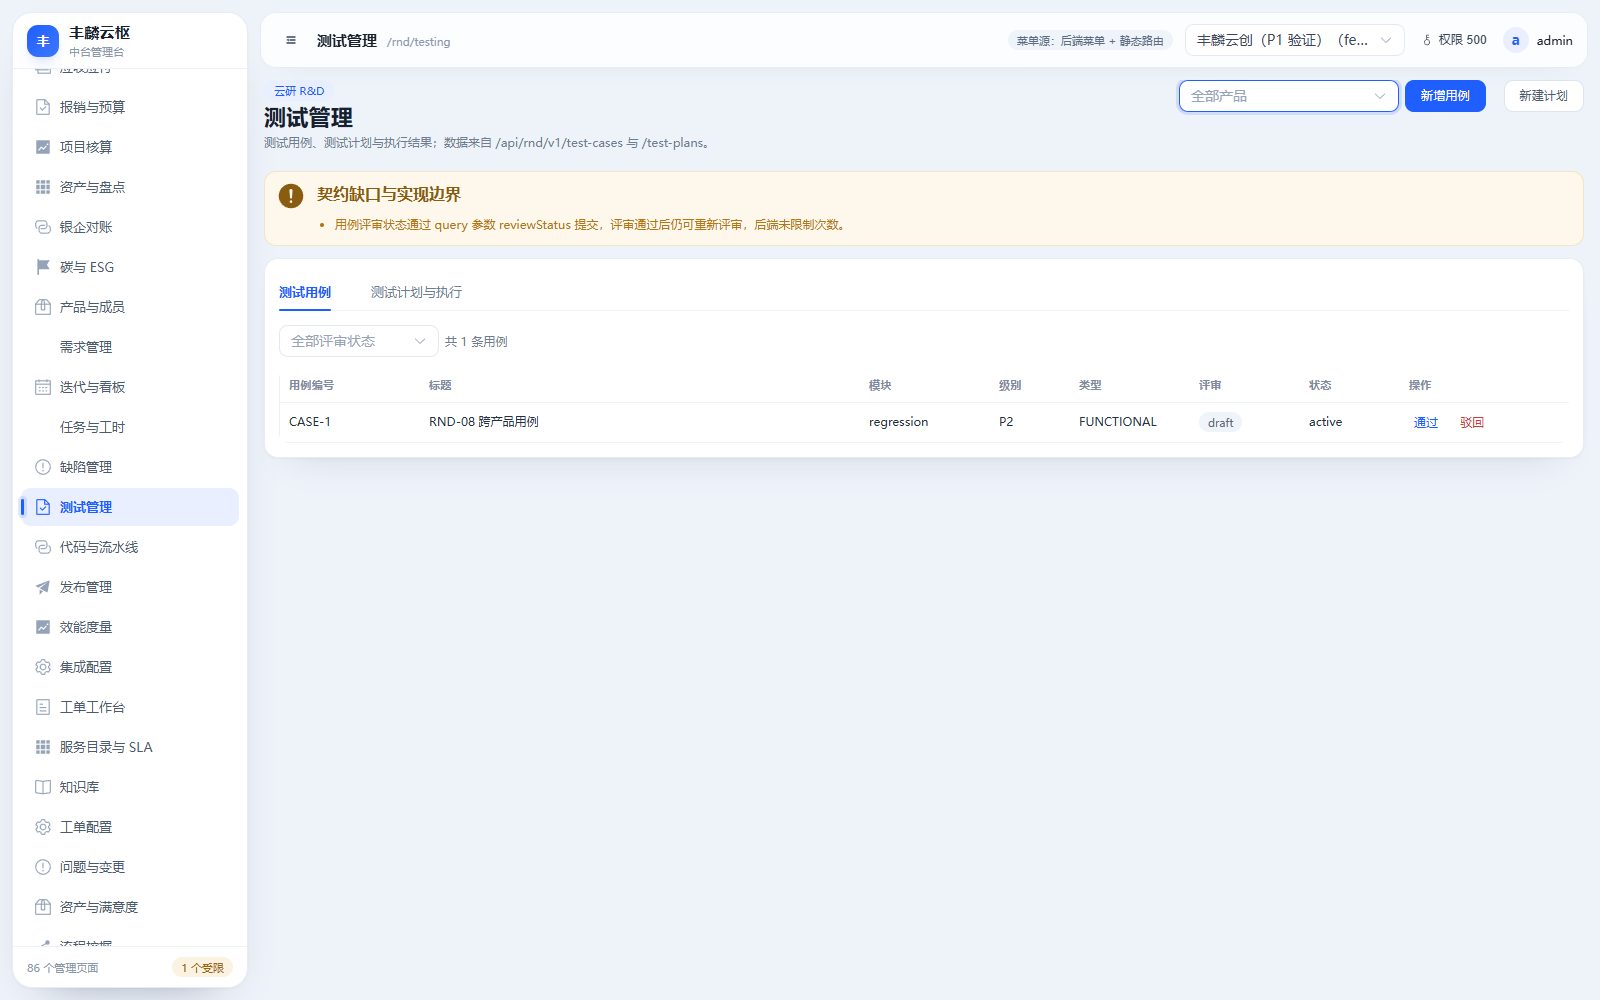 丰
丰麟云枢
中台管理台
应收应付
报销与预算
项目核算
资产与盘点
银企对账
碳与 ESG
产品与成员
需求管理
迭代与看板
任务与工时
缺陷管理
测试管理
代码与流水线
发布管理
效能度量
集成配置
工单工作台
服务目录与 SLA
知识库
工单配置
问题与变更
资产与满意度
流程挖掘
86 个管理页面
1 个受限
测试管理 /rnd/testing
菜单源：后端菜单 + 静态路由
丰麟云创（P1 验证）（fe...
权限 500
a admin
云研 R&D
测试管理
测试用例、测试计划与执行结果；数据来自 /api/rnd/v1/test-cases 与 /test-plans。
全部产品
新增用例
新建计划
契约缺口与实现边界
• 用例评审状态通过 query 参数 reviewStatus 提交，评审通过后仍可重新评审，后端未限制次数。
测试用例 测试计划与执行
全部评审状态 共 1 条用例
用例编号 标题 模块 级别 类型 评审 状态 操作
CASE-1 RND-08 跨产品用例 regression P2 FUNCTIONAL draft active 通过 驳回